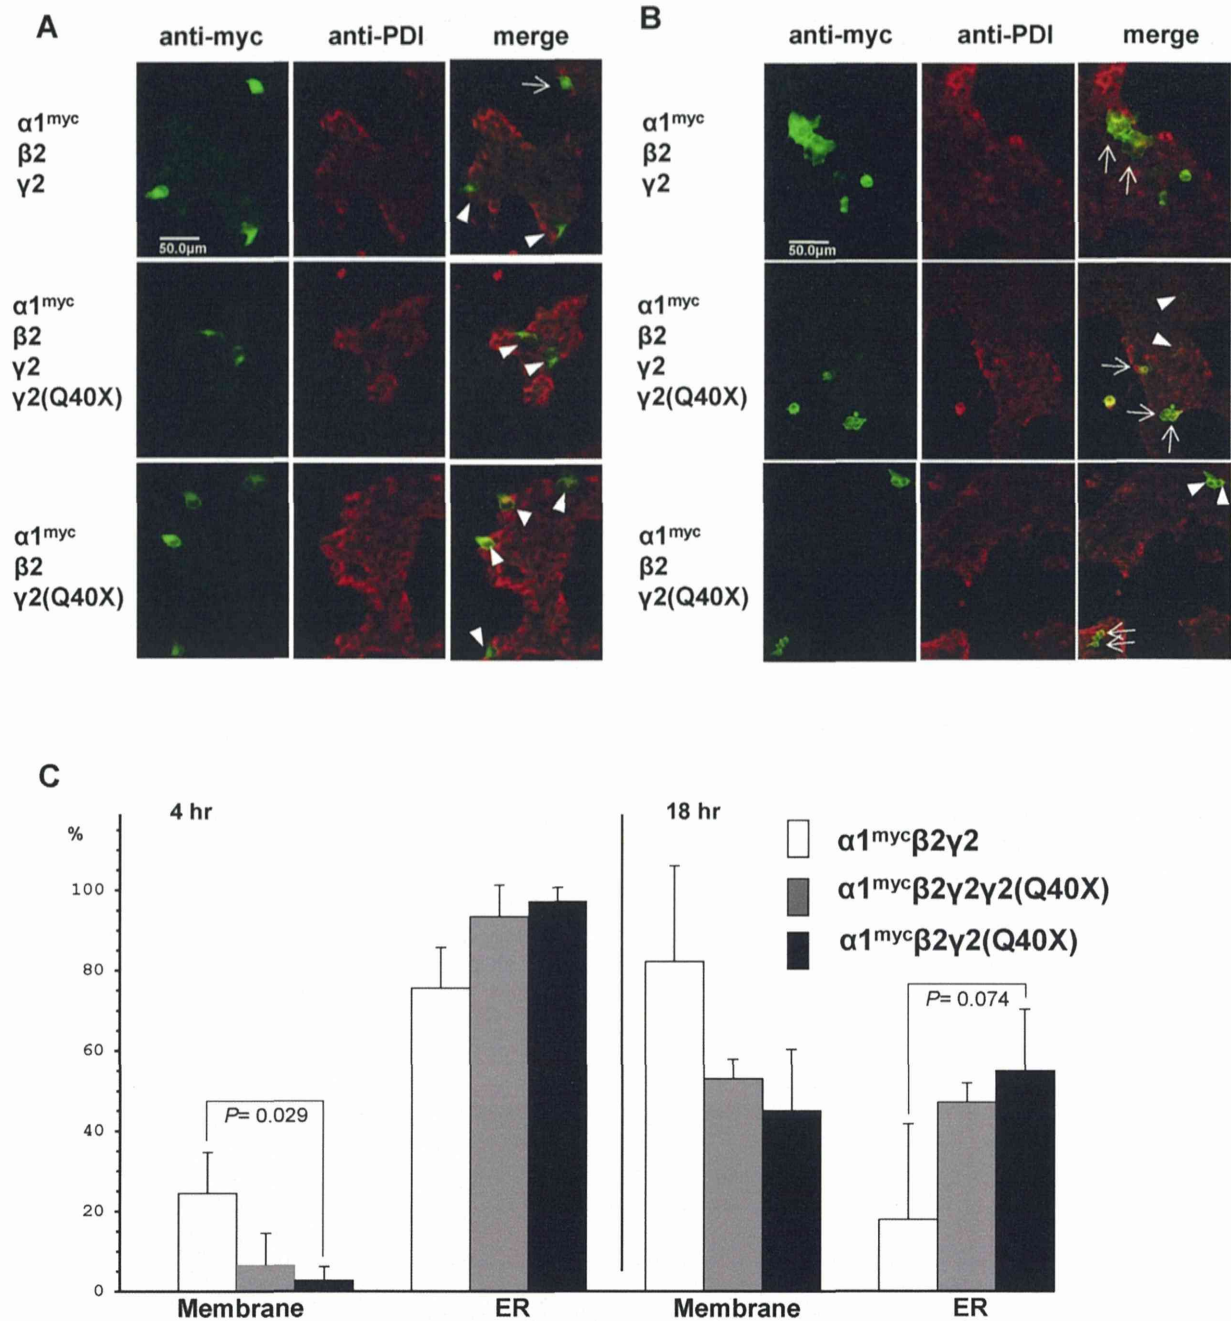 A
anti-myc anti-PDI merge
α1myc
β2
γ2
50.0µm
α1myc
β2
γ2
γ2(Q40X)
α1myc
β2
γ2(Q40X)
B
anti-myc anti-PDI merge
α1myc
β2
γ2
50.0µm
α1myc
β2
γ2
γ2(Q40X)
α1myc
β2
γ2(Q40X)
C
4 hr
18 hr
%
100
80
60
40
20
0
P= 0.029
P= 0.074
α1mycβ2γ2
α1mycβ2γ2γ2(Q40X)
α1mycβ2γ2(Q40X)
Membrane ER Membrane ER